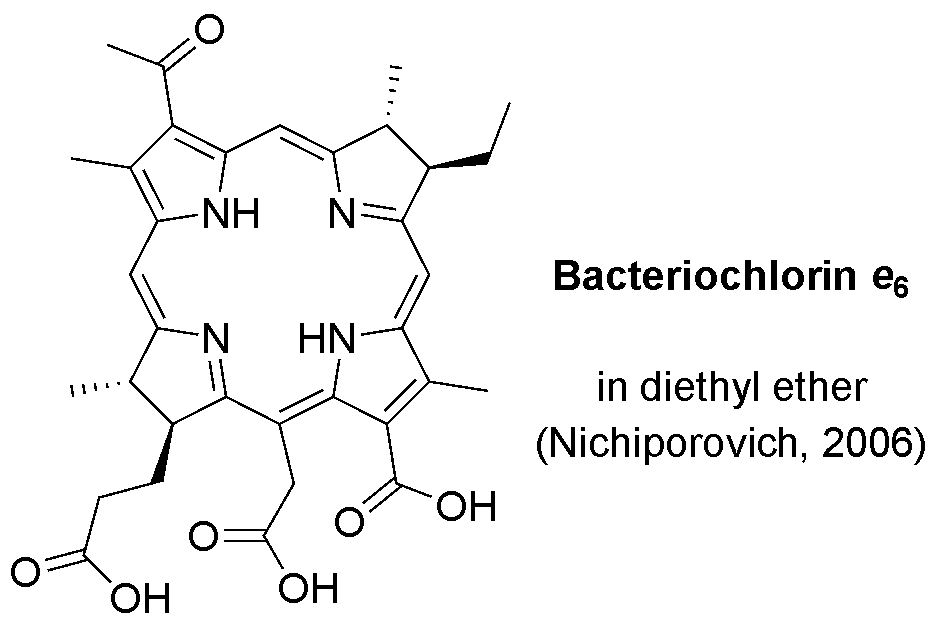 O
NH
N
Bacteriochlorin e6
N
HN
in diethyl ether
(Nichiporovich, 2006)
O
OH
O
O
OH
OH